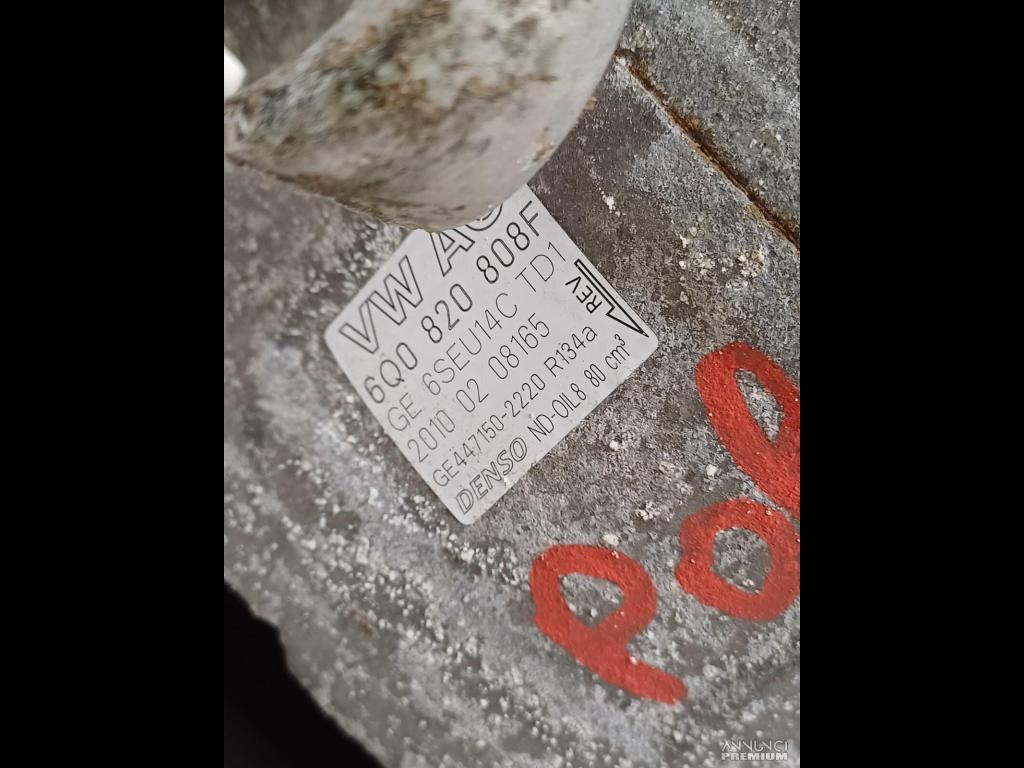 VW AG
6Q0 820 808F
GE 6SEU14C TD1
2010 02 08165
GE447150-2220 R134a
DENSO ND-OIL8 80 cm³
REV
pol
ANNUNCI
PREMIUM